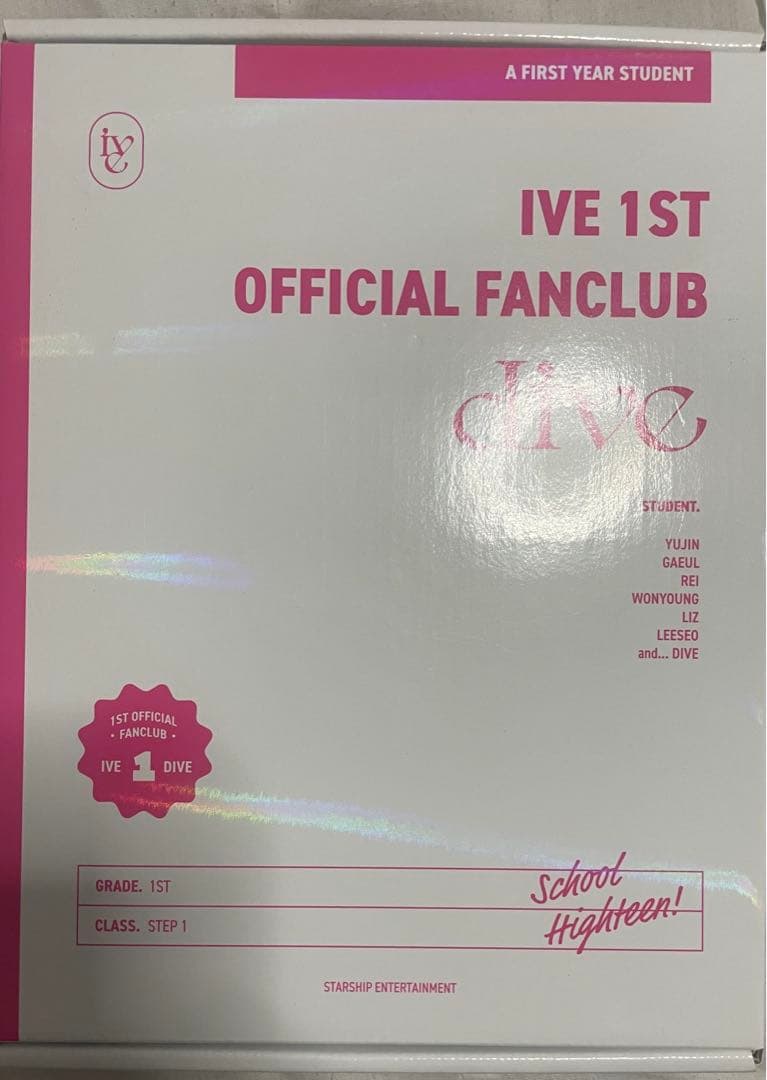 A FIRST YEAR STUDENT
ive
IVE 1ST
OFFICIAL FANCLUB
dive
STUDENT.
YUJIN
GAEUL
REI
WONYOUNG
LIZ
LEESEO
and... DIVE
1ST OFFICIAL
• FANCLUB •
IVE 1 DIVE
GRADE. 1ST
CLASS. STEP 1
School
Highteen!
STARSHIP ENTERTAINMENT